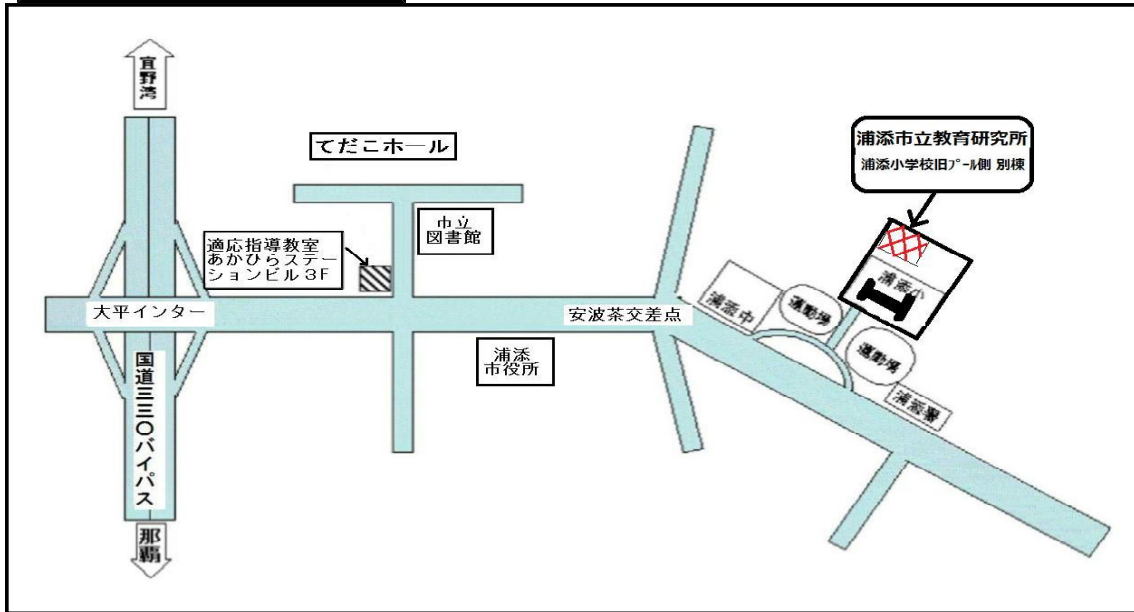 宜野湾
てだこホール
浦添市立教育研究所
浦添小学校旧ﾌﾟｰﾙ側 別棟
市立
図書館
適応指導教室
あかひらステー
ションビル３F
浦添小
大平インター
安波茶交差点
浦添中
運動場
運動場
浦添
市役所
浦添署
国道三三〇バイパス
那覇